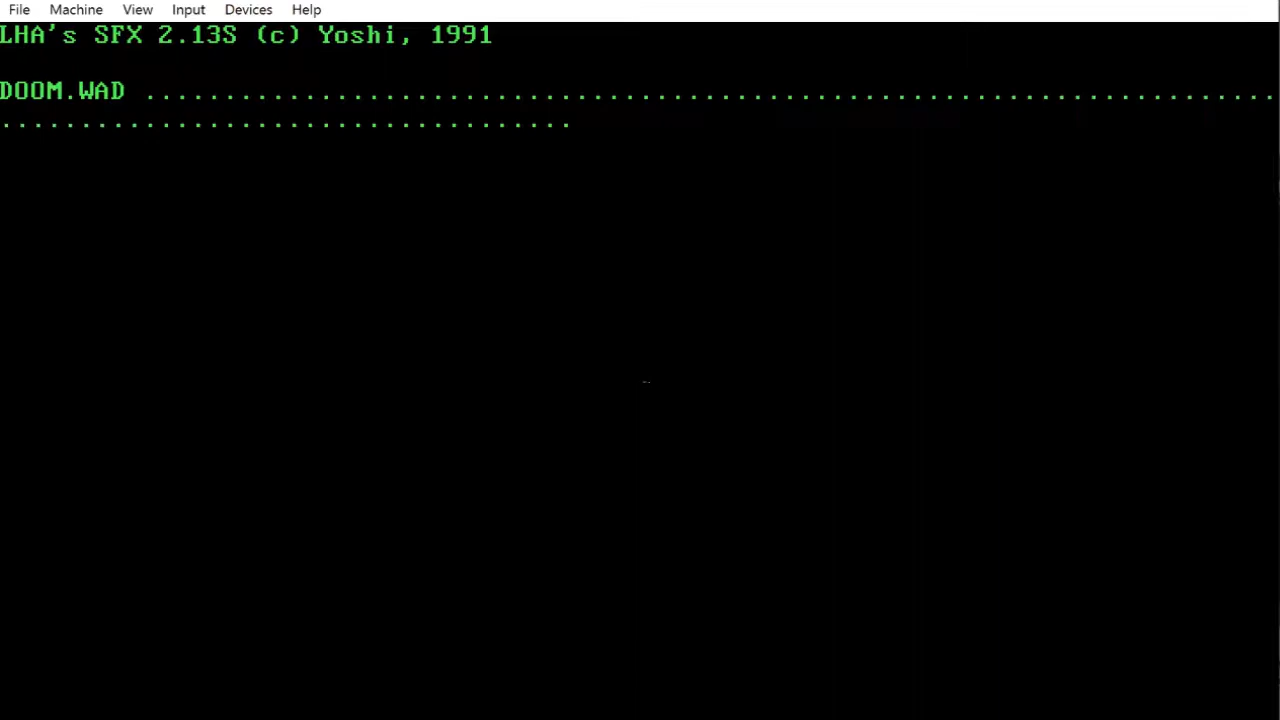 File Machine View Input Devices Help
LHA's SFX 2.13S (c) Yoshi, 1991
DOOM.WAD .......................................................................
....................................